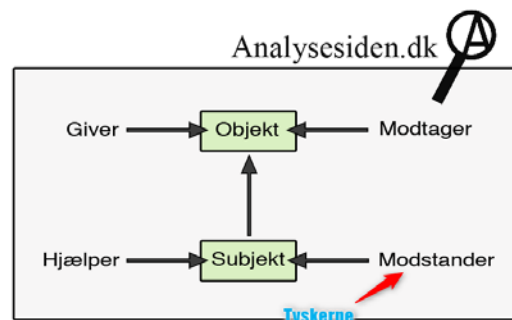 Analysesiden.dk
Giver Objekt Modtager
Hjælper Subjekt Modstander
Tyskerne